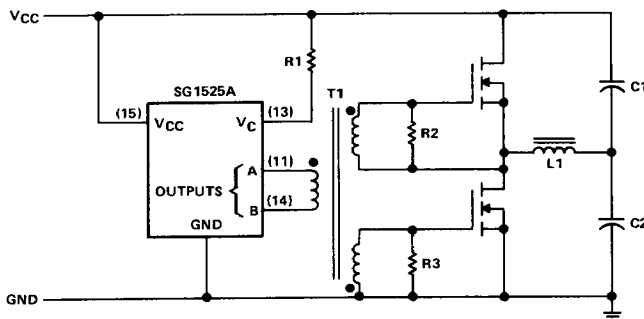 VCC
R1
C1
SG1525A
T1
(15)
(13)
VCC
VC
R2
(11)
A
L1
OUTPUTS
B
(14)
C2
GND
R3
GND